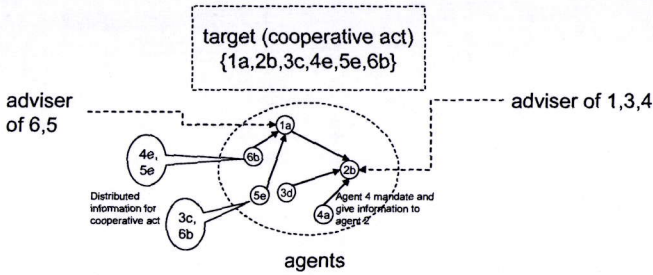 target (cooperative act)
{1a,2b,3c,4e,5e,6b}
adviser
of 6,5
adviser of 1,3,4
1a
4e,
5e
6b
2b
Distributed
information for
cooperative act
5e
3d
3c,
6b
4a
Agent 4 mandate and
give information to
agent 2
agents